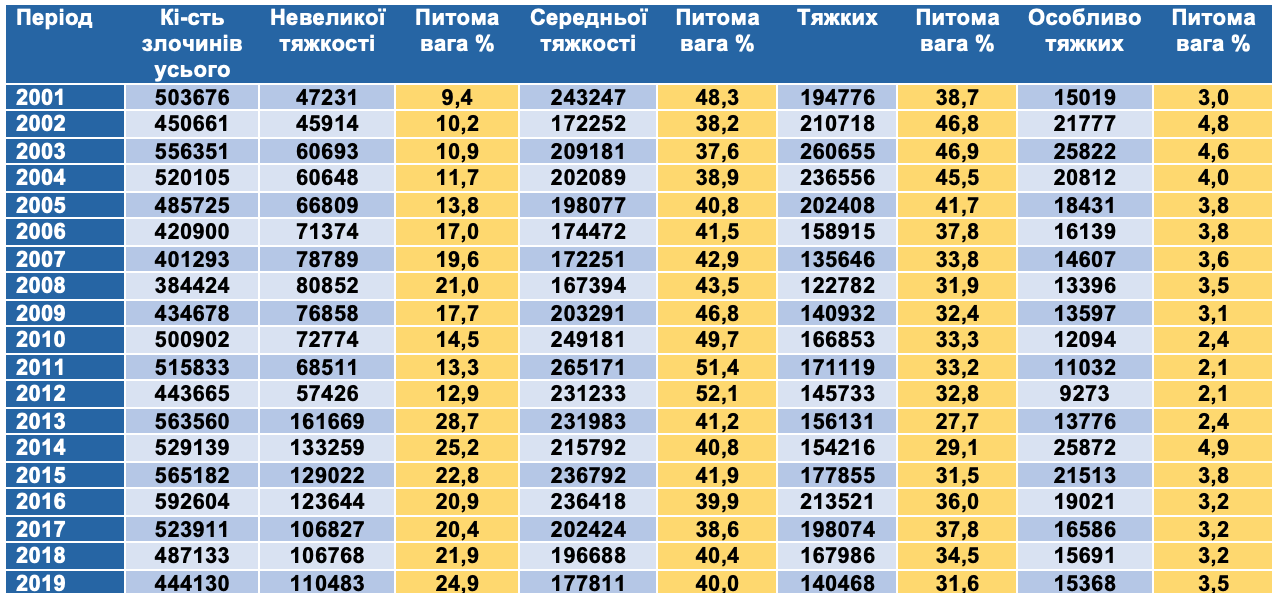 Період Кі-сть злочинів усього Невеликої тяжкості Питома вага % Середньої тяжкості Питома вага % Тяжких Питома вага % Особливо тяжких Питома вага %
2001 503676 47231 9,4 243247 48,3 194776 38,7 15019 3,0
2002 450661 45914 10,2 172252 38,2 210718 46,8 21777 4,8
2003 556351 60693 10,9 209181 37,6 260655 46,9 25822 4,6
2004 520105 60648 11,7 202089 38,9 236556 45,5 20812 4,0
2005 485725 66809 13,8 198077 40,8 202408 41,7 18431 3,8
2006 420900 71374 17,0 174472 41,5 158915 37,8 16139 3,8
2007 401293 78789 19,6 172251 42,9 135646 33,8 14607 3,6
2008 384424 80852 21,0 167394 43,5 122782 31,9 13396 3,5
2009 434678 76858 17,7 203291 46,8 140932 32,4 13597 3,1
2010 500902 72774 14,5 249181 49,7 166853 33,3 12094 2,4
2011 515833 68511 13,3 265171 51,4 171119 33,2 11032 2,1
2012 443665 57426 12,9 231233 52,1 145733 32,8 9273 2,1
2013 563560 161669 28,7 231983 41,2 156131 27,7 13776 2,4
2014 529139 133259 25,2 215792 40,8 154216 29,1 25872 4,9
2015 565182 129022 22,8 236792 41,9 177855 31,5 21513 3,8
2016 592604 123644 20,9 236418 39,9 213521 36,0 19021 3,2
2017 523911 106827 20,4 202424 38,6 198074 37,8 16586 3,2
2018 487133 106768 21,9 196688 40,4 167986 34,5 15691 3,2
2019 444130 110483 24,9 177811 40,0 140468 31,6 15368 3,5